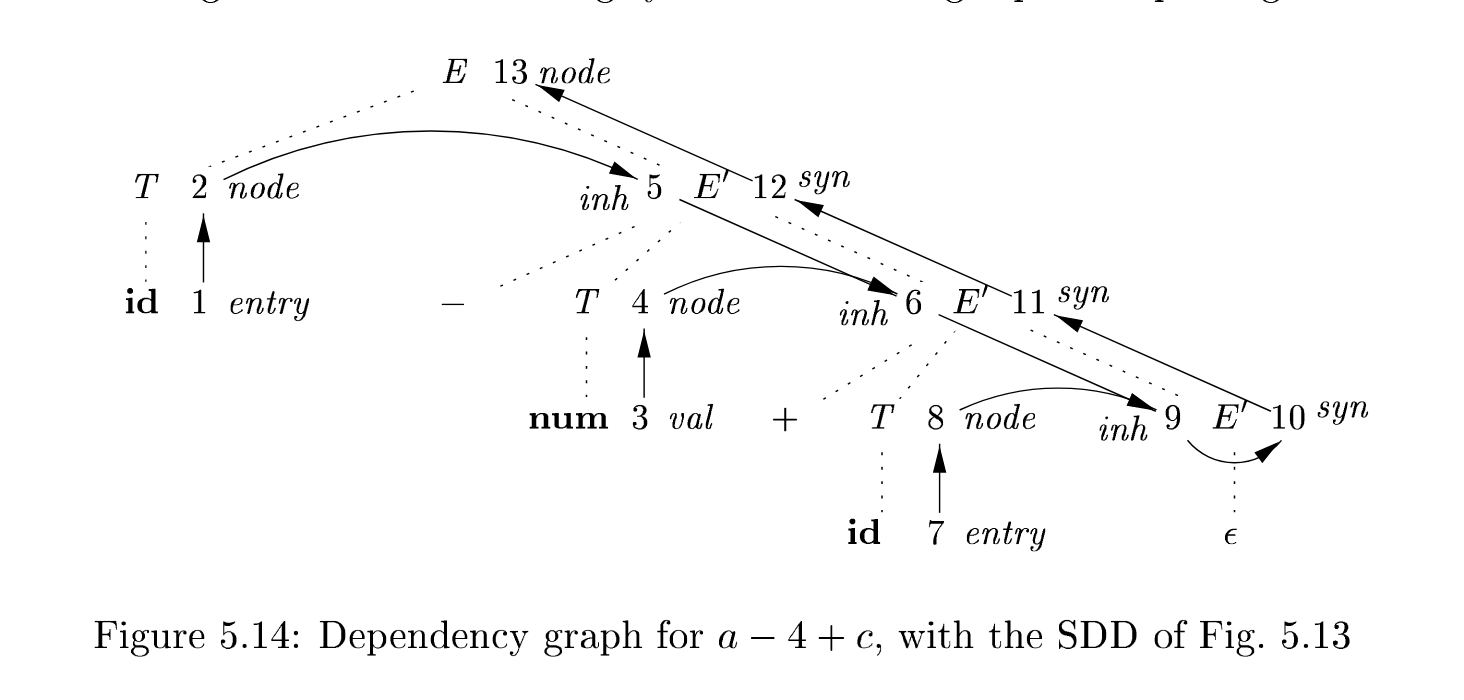 E 13 node
T 2 node inh 5 E′ 12 syn
id 1 entry − T 4 node inh 6 E′ 11 syn
num 3 val + T 8 node inh 9 E′ 10 syn
id 7 entry ϵ
Figure 5.14: Dependency graph for a − 4 + c, with the SDD of Fig. 5.13